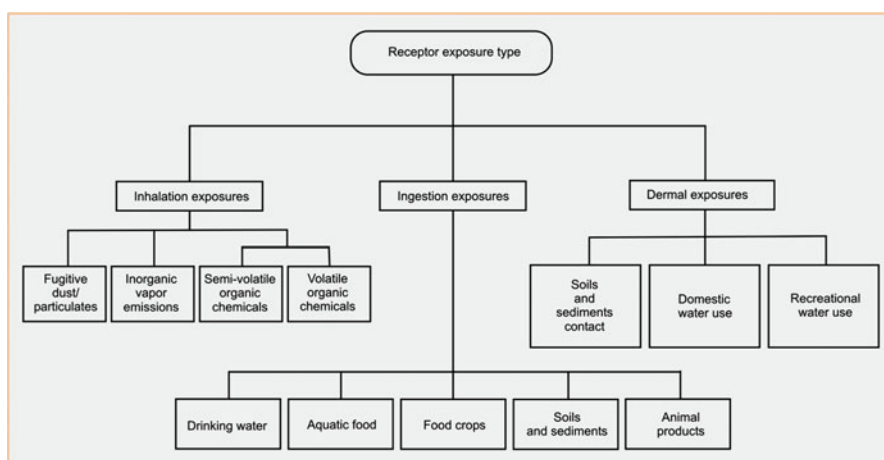 Receptor exposure type
Inhalation exposures
Ingestion exposures
Dermal exposures
Fugitive
dust/
particulates
Inorganic
vapor
emissions
Semi-volatile
organic
chemicals
Volatile
organic
chemicals
Soils
and
sediments
contact
Domestic
water use
Recreational
water use
Drinking water
Aquatic food
Food crops
Soils
and sediments
Animal
products